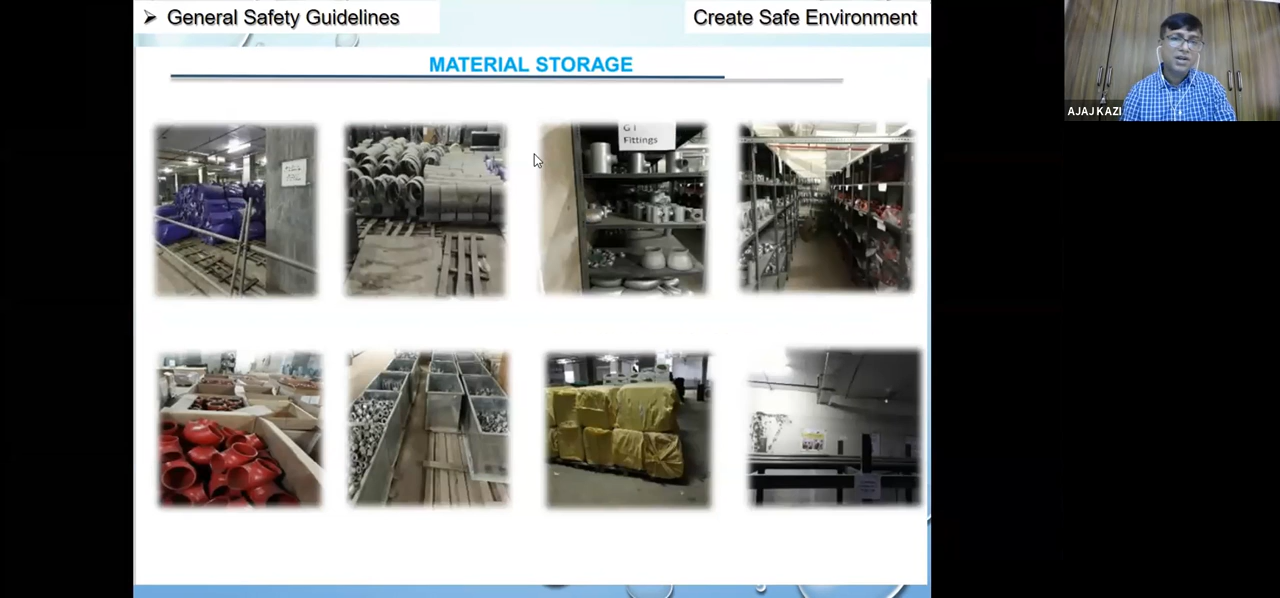 ➤ General Safety Guidelines
Create Safe Environment
MATERIAL STORAGE
AJAJ KAZI
G I
Fittings